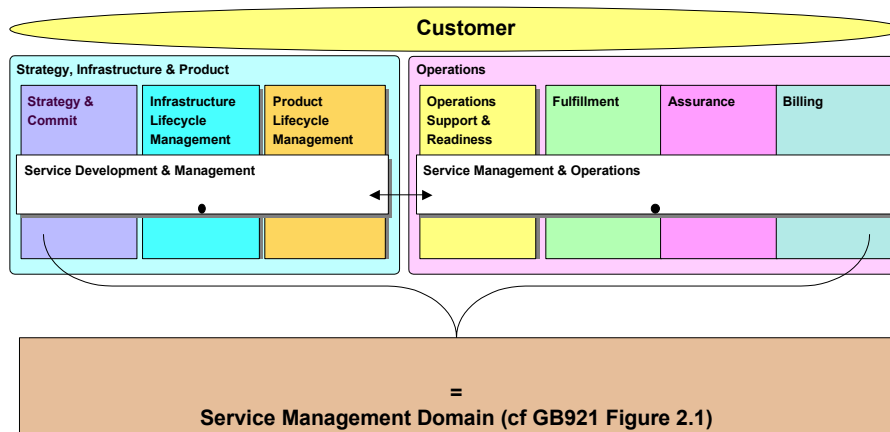 Customer
Strategy, Infrastructure & Product
Strategy &
Commit
Infrastructure
Lifecycle
Management
Product
Lifecycle
Management
Service Development & Management
Operations
Operations
Support &
Readiness
Fulfillment
Assurance
Billing
Service Management & Operations
=
Service Management Domain (cf GB921 Figure 2.1)